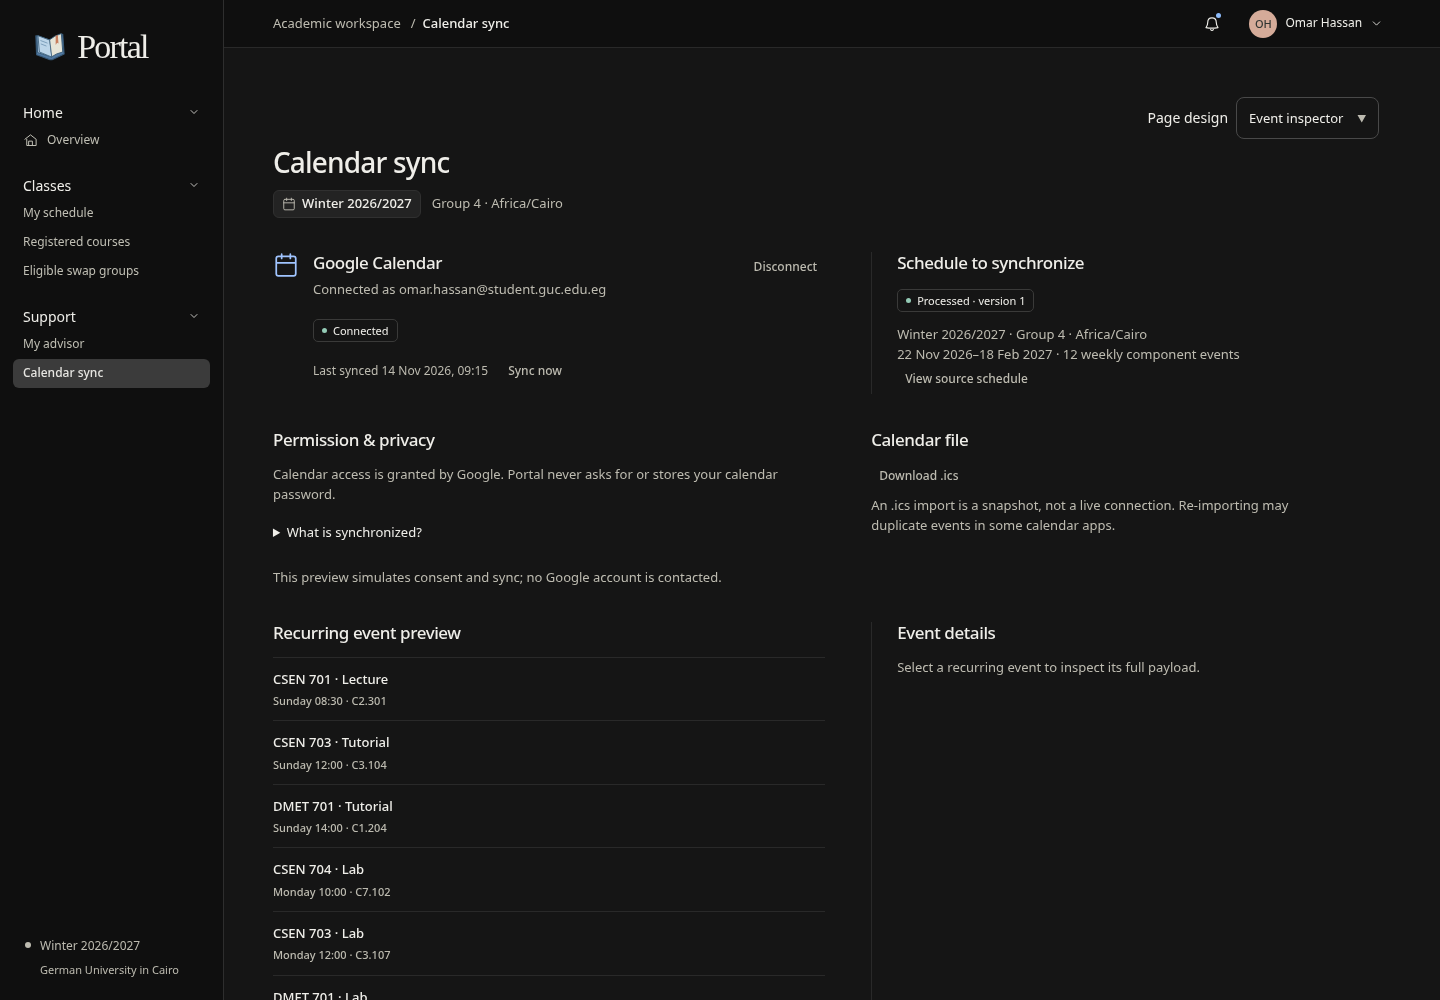 Portal
Home
Overview
Classes
My schedule
Registered courses
Eligible swap groups
Support
My advisor
Calendar sync
Winter 2026/2027
German University in Cairo
Academic workspace / Calendar sync
OH Omar Hassan
Page design Event inspector
Calendar sync
Winter 2026/2027 Group 4 · Africa/Cairo
Google Calendar
Disconnect
Connected as omar.hassan@student.guc.edu.eg
Connected
Last synced 14 Nov 2026, 09:15 Sync now
Schedule to synchronize
Processed · version 1
Winter 2026/2027 · Group 4 · Africa/Cairo
22 Nov 2026–18 Feb 2027 · 12 weekly component events
View source schedule
Permission & privacy
Calendar access is granted by Google. Portal never asks for or stores your calendar
password.
What is synchronized?
This preview simulates consent and sync; no Google account is contacted.
Calendar file
Download .ics
An .ics import is a snapshot, not a live connection. Re-importing may
duplicate events in some calendar apps.
Recurring event preview
CSEN 701 · Lecture
Sunday 08:30 · C2.301
CSEN 703 · Tutorial
Sunday 12:00 · C3.104
DMET 701 · Tutorial
Sunday 14:00 · C1.204
CSEN 704 · Lab
Monday 10:00 · C7.102
CSEN 703 · Lab
Monday 12:00 · C3.107
DMET 701 · Lab
Event details
Select a recurring event to inspect its full payload.